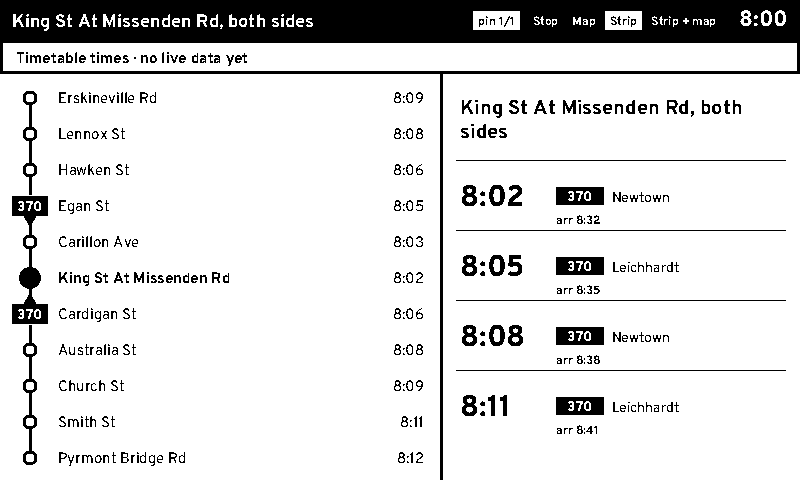 King St At Missenden Rd, both sides
pin 1/1 Stop Map Strip Strip + map 8:00
Timetable times · no live data yet
Erskineville Rd 8:09
Lennox St 8:08
Hawken St 8:06
370 Egan St 8:05
Carillon Ave 8:03
King St At Missenden Rd 8:02
370 Cardigan St 8:06
Australia St 8:08
Church St 8:09
Smith St 8:11
Pyrmont Bridge Rd 8:12
King St At Missenden Rd, both
sides
8:02 370 Newtown
arr 8:32
8:05 370 Leichhardt
arr 8:35
8:08 370 Newtown
arr 8:38
8:11 370 Leichhardt
arr 8:41